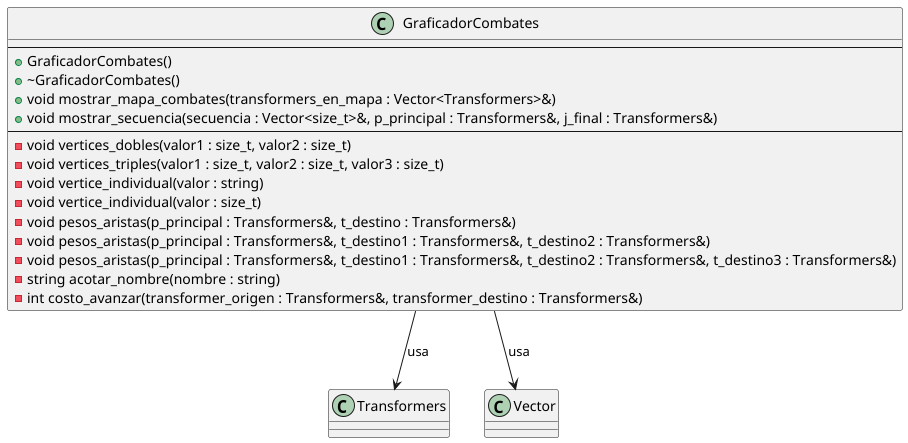 C GraficadorCombates
GraficadorCombates()
~GraficadorCombates()
void mostrar_mapa_combates(transformers_en_mapa : Vector<Transformers>&)
void mostrar_secuencia(secuencia : Vector<size_t>&, p_principal : Transformers&, j_final : Transformers&)
void vertices_dobles(valor1 : size_t, valor2 : size_t)
void vertices_triples(valor1 : size_t, valor2 : size_t, valor3 : size_t)
void vertice_individual(valor : string)
void vertice_individual(valor : size_t)
void pesos_aristas(p_principal : Transformers&, t_destino : Transformers&)
void pesos_aristas(p_principal : Transformers&, t_destino1 : Transformers&, t_destino2 : Transformers&)
void pesos_aristas(p_principal : Transformers&, t_destino1 : Transformers&, t_destino2 : Transformers&, t_destino3 : Transformers&)
string acotar_nombre(nombre : string)
int costo_avanzar(transformer_origen : Transformers&, transformer_destino : Transformers&)
usa
usa
C Transformers
C Vector